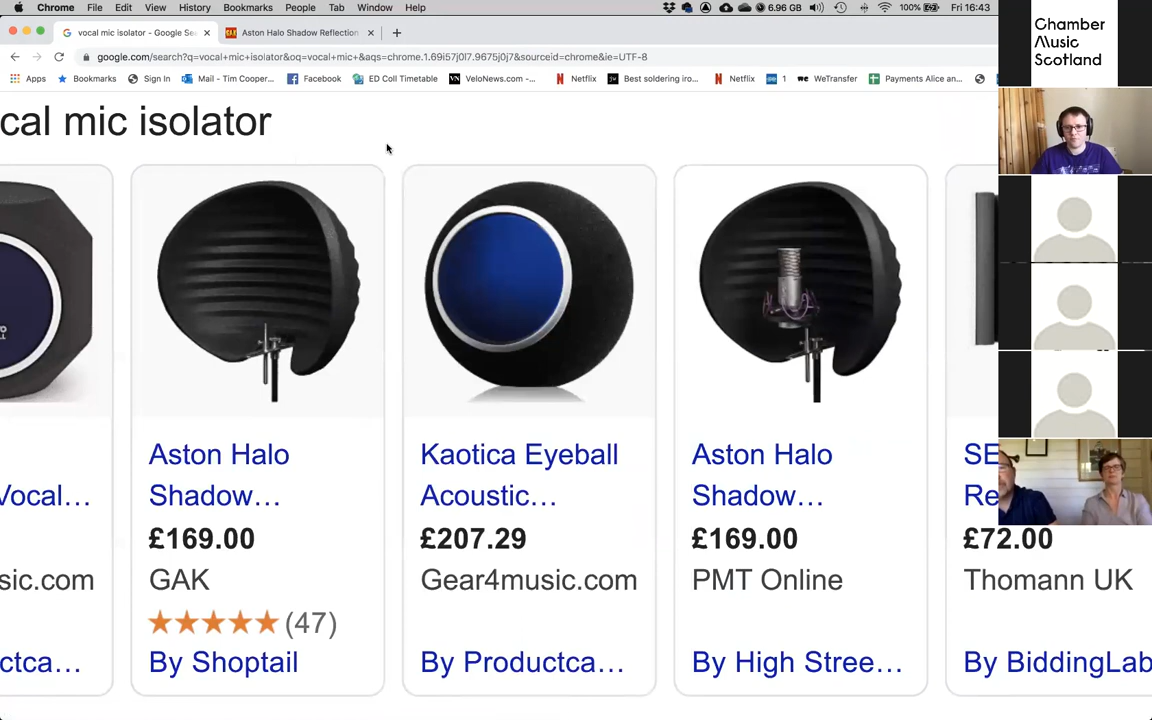 Chrome File Edit View History Bookmarks People Tab Window Help 6.96 GB 100% Fri 16:43
vocal mic isolator - Google Sea Aston Halo Shadow Reflection
google.com/search?q=vocal+mic+isolator&oq=vocal+mic+&aqs=chrome.1.69i57j0l7.9675j0j7&sourceid=chrome&ie=UTF-8
Apps Bookmarks Sign In Mail - Tim Cooper... Facebook ED Coll Timetable VeloNews.com -... Netflix Best soldering iro... Netflix 1 WeTransfer Payments Alice an...
Chamber
Music
Scotland
cal mic isolator
Vocal...
sic.com
ctca...
Aston Halo
Shadow...
£169.00
GAK
(47)
By Shoptail
Kaotica Eyeball
Acoustic...
£207.29
Gear4music.com
By Productca...
Aston Halo
Shadow...
£169.00
PMT Online
By High Stree...
SE
Re
£72.00
Thomann UK
By BiddingLab